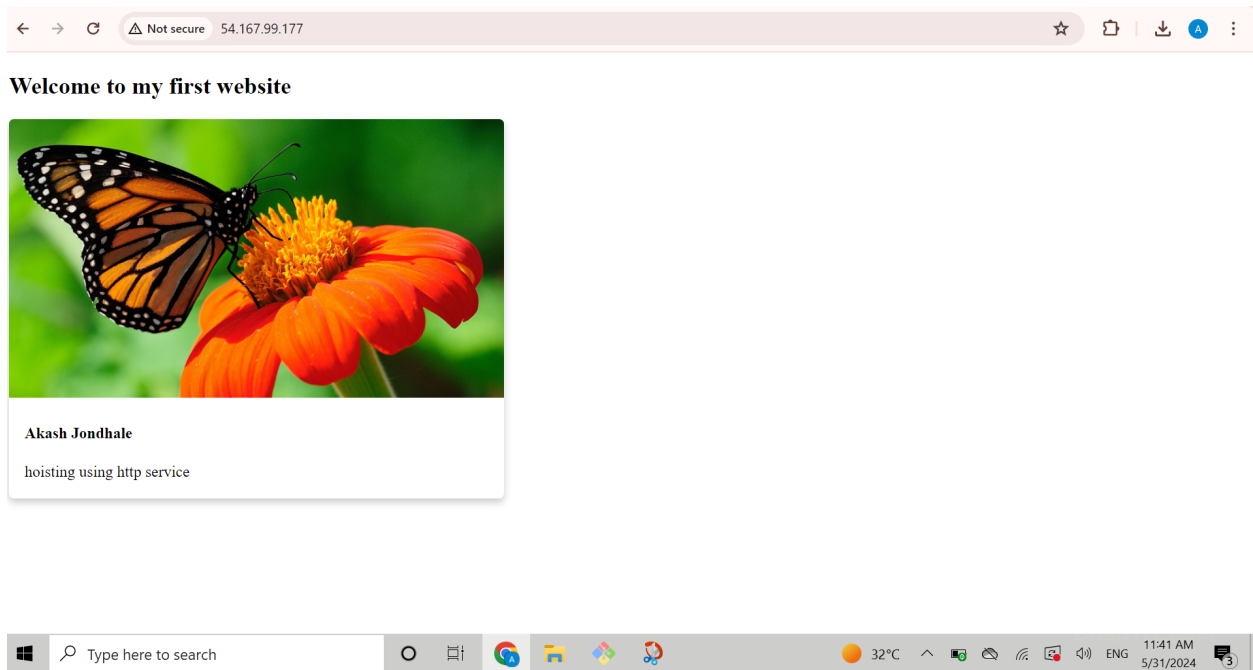 Not secure 54.167.99.177
A
Welcome to my first website
Akash Jondhale
hoisting using http service
Type here to search
A
32°C
ENG
11:41 AM
5/31/2024
3